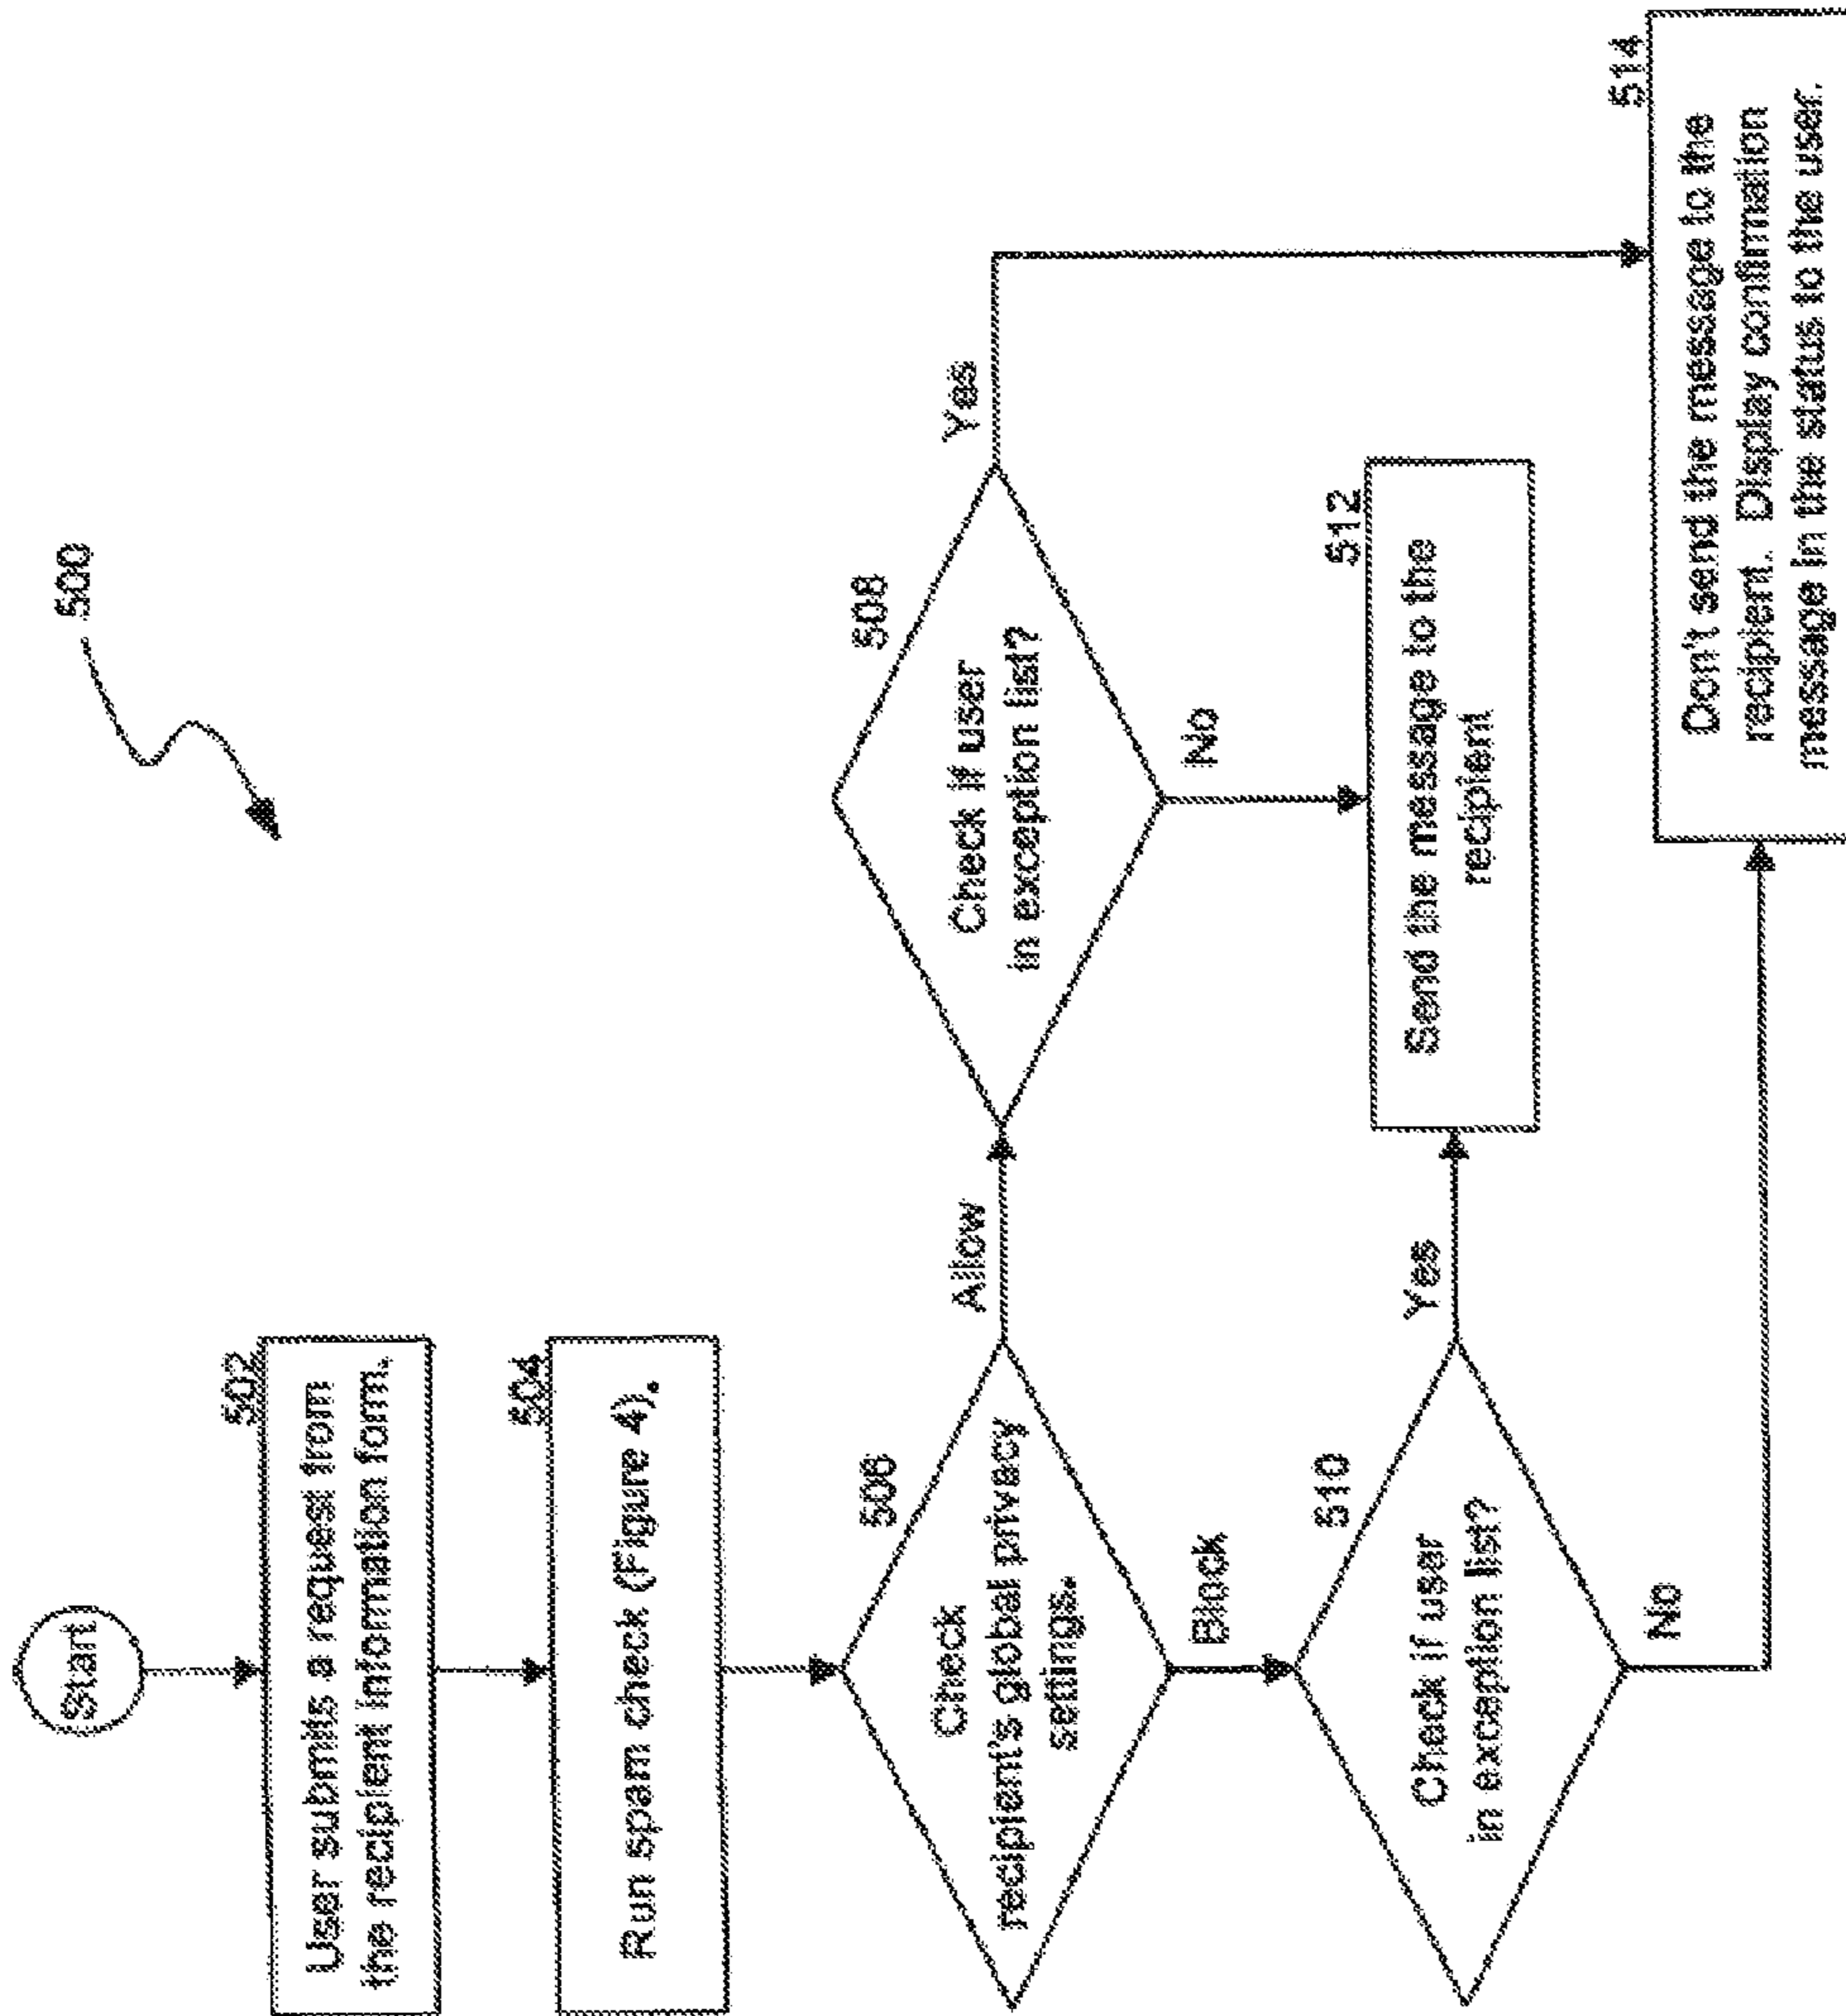 500
Start
502
User submits a request from
the recipient information form.
504
Run spam check (Figure 4).
506
Check
recipient's global privacy
settings.
Allow
508
Check if user
in exception list?
Yes
No
Block
510
Check if user
in exception list?
Yes
No
512
Send the message to the
recipient
514
Don't send the message to the
recipient. Display confirmation
message in the status to the user.